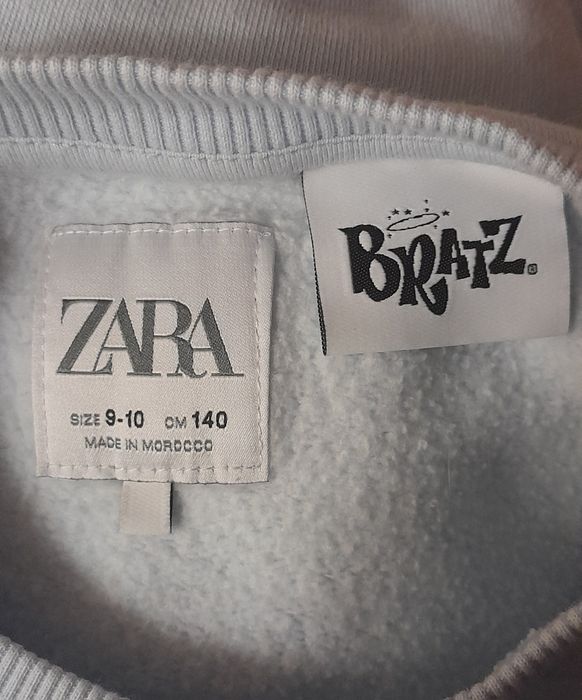 ZARA
SIZE 9-10 CM 140
MADE IN MOROCCO
BRATZ®